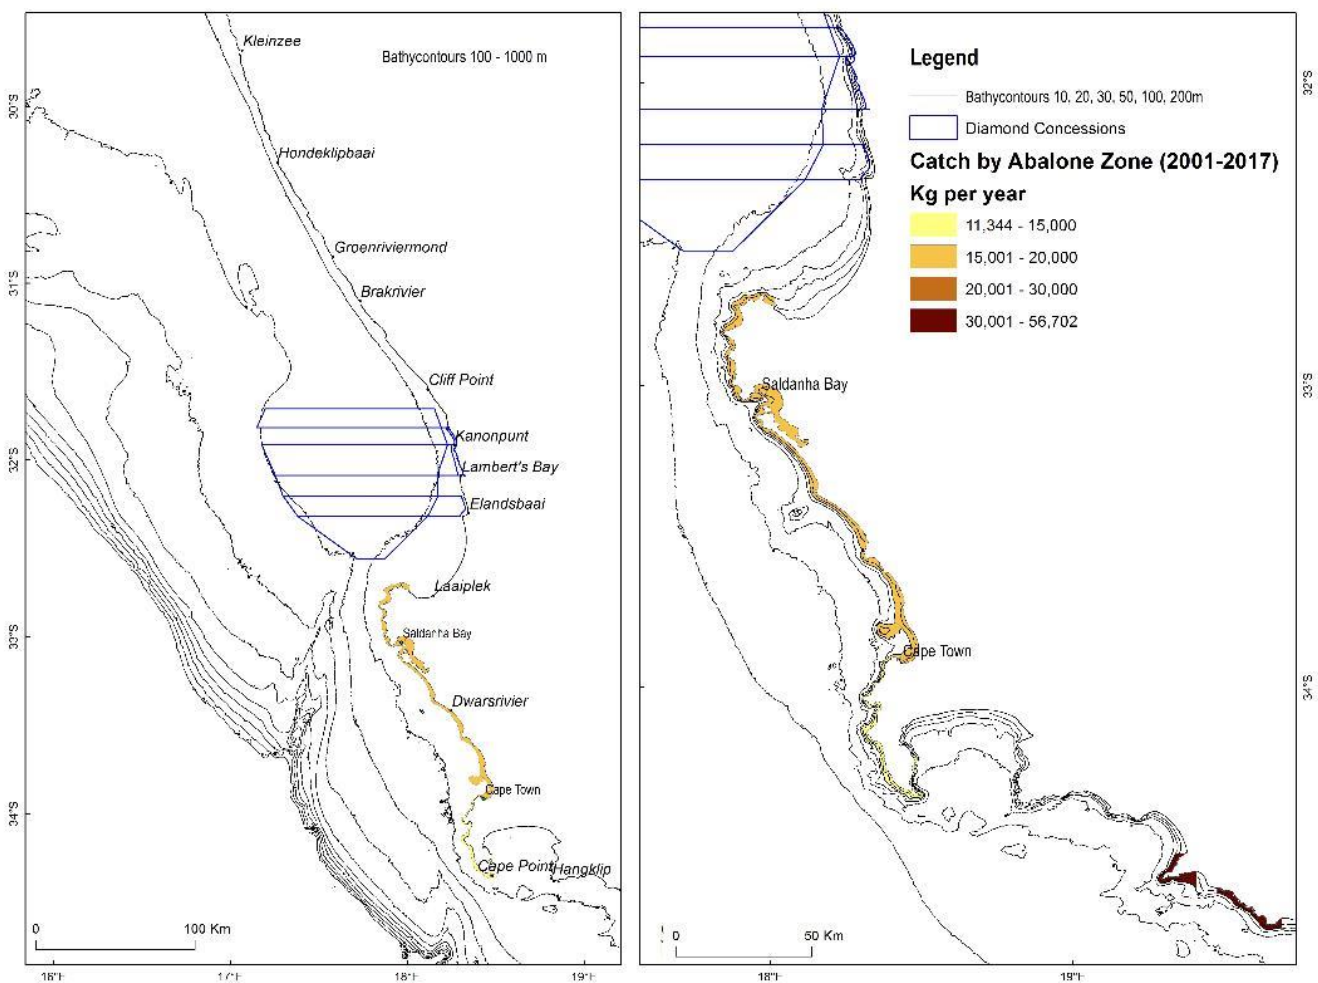 Kleinzee
Bathycontours 100 - 1000 m
Hondeklipbaai
Groenriviermond
Brakrivier
Cliff Point
Kanonpunt
Lambert's Bay
Elandsbaai
Laaiplek
Saldanha Bay
Dwarsrivier
Cape Town
Cape Point
Hangklip
30°S
31°S
32°S
33°S
34°S
0 100 Km
16°E 17°E 18°E 19°E
Legend
Bathycontours 10, 20, 30, 50, 100, 200m
Diamond Concessions
Catch by Abalone Zone (2001-2017)
Kg per year
11,344 - 15,000
15,001 - 20,000
20,001 - 30,000
30,001 - 56,702
Saldanha Bay
Cape Town
32°S
33°S
34°S
0 50 Km
18°E 19°E